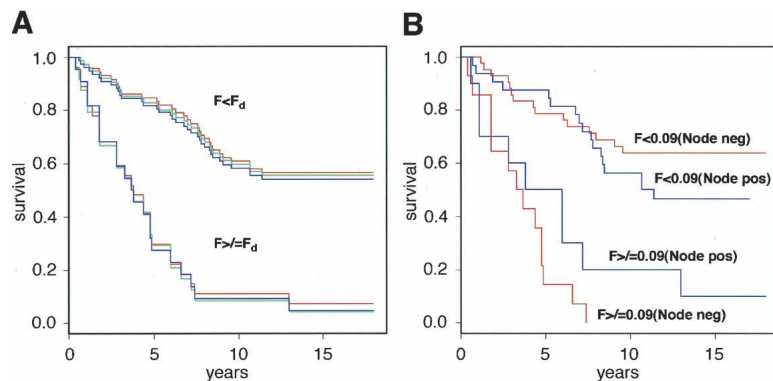 A
survival
1.0
0.8
0.6
0.4
0.2
0.0
F<Fd
F>/=Fd
0 5 10 15
years
B
survival
1.0
0.8
0.6
0.4
0.2
0.0
F<0.09(Node neg)
F<0.09(Node pos)
F>/=0.09(Node pos)
F>/=0.09(Node neg)
0 5 10 15
years